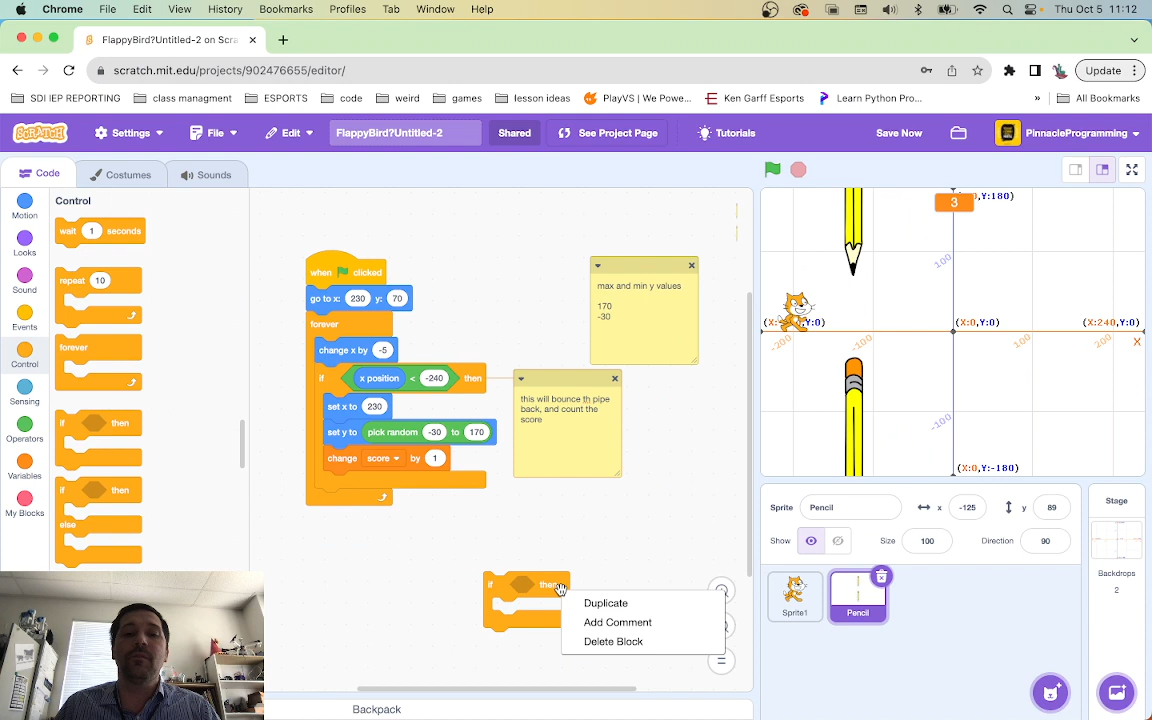 Chrome File Edit View History Bookmarks Profiles Tab Window Help Thu Oct 5 11:12
FlappyBird?Untitled-2 on Scra
scratch.mit.edu/projects/902476655/editor/ Update
SDI IEP REPORTING class managment ESPORTS code weird games lesson ideas PlayVS | We Powe... Ken Garff Esports Learn Python Pro... » All Bookmarks
SCRATCH Settings File Edit FlappyBird?Untitled-2 Shared See Project Page Tutorials Save Now PinnacleProgramming
Code Costumes Sounds
Motion
Looks
Sound
Events
Control
Sensing
Operators
Variables
My Blocks
Control
wait 1 seconds
repeat 10
forever
if then
if then
else
when clicked
go to x: 230 y: 70
forever
change x by -5
if x position < -240 then
set x to 230
set y to pick random -30 to 170
change score by 1
max and min y values
170
-30
this will bounce th pipe
back, and count the
score
if then
Duplicate
Add Comment
Delete Block
Backpack
3
,Y:180)
100
(X: ,Y:0) (X:0,Y:0) (X:240,Y:0)
-200 -100 100 200 X
-100
(X:0,Y:-180)
Sprite Pencil x -125 y 89
Show Size 100 Direction 90
Sprite1
Pencil
Stage
Backdrops
2